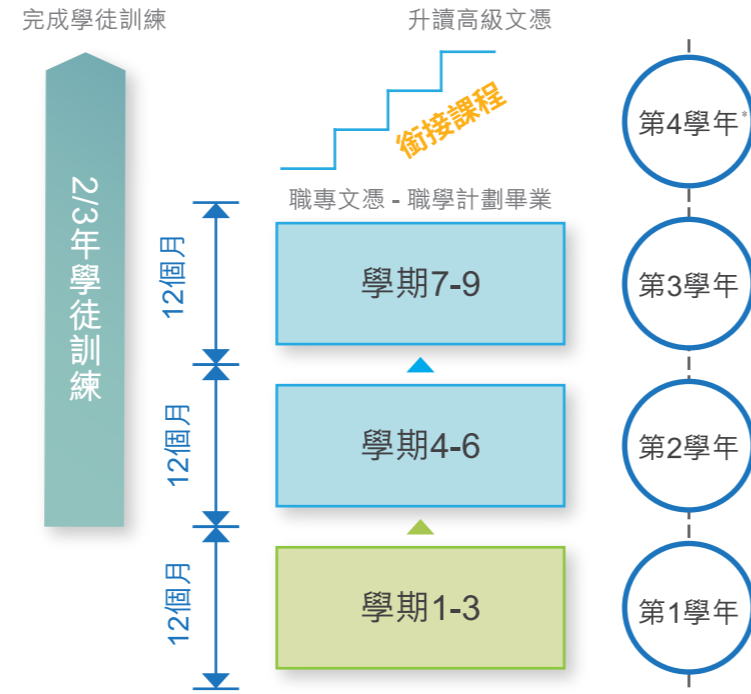 完成學徒訓練
升讀高級文憑
銜接課程
第4學年*
職專文憑 - 職學計劃畢業
2/3年學徒訓練
12個月
學期7-9
第3學年
12個月
學期4-6
第2學年
12個月
學期1-3
第1學年